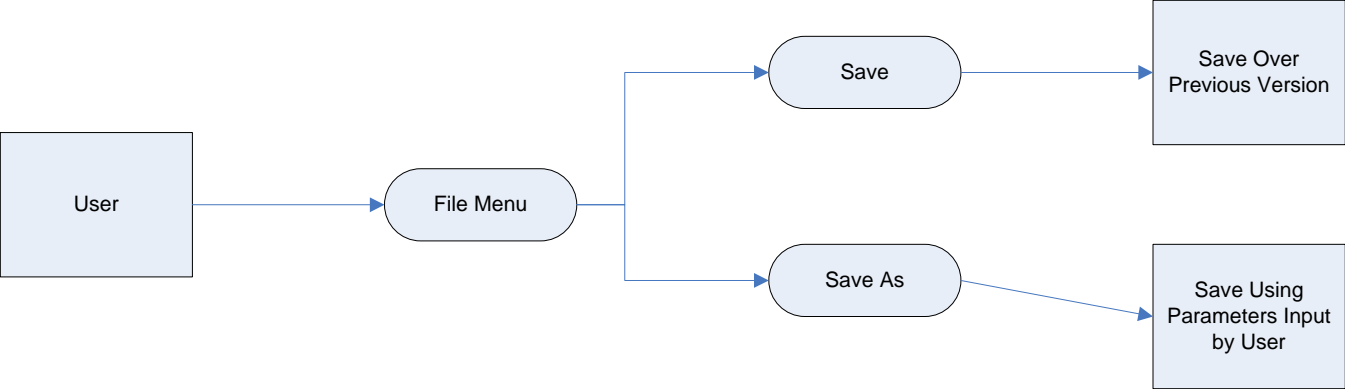 User
File Menu
Save
Save Over
Previous Version
Save As
Save Using
Parameters Input
by User